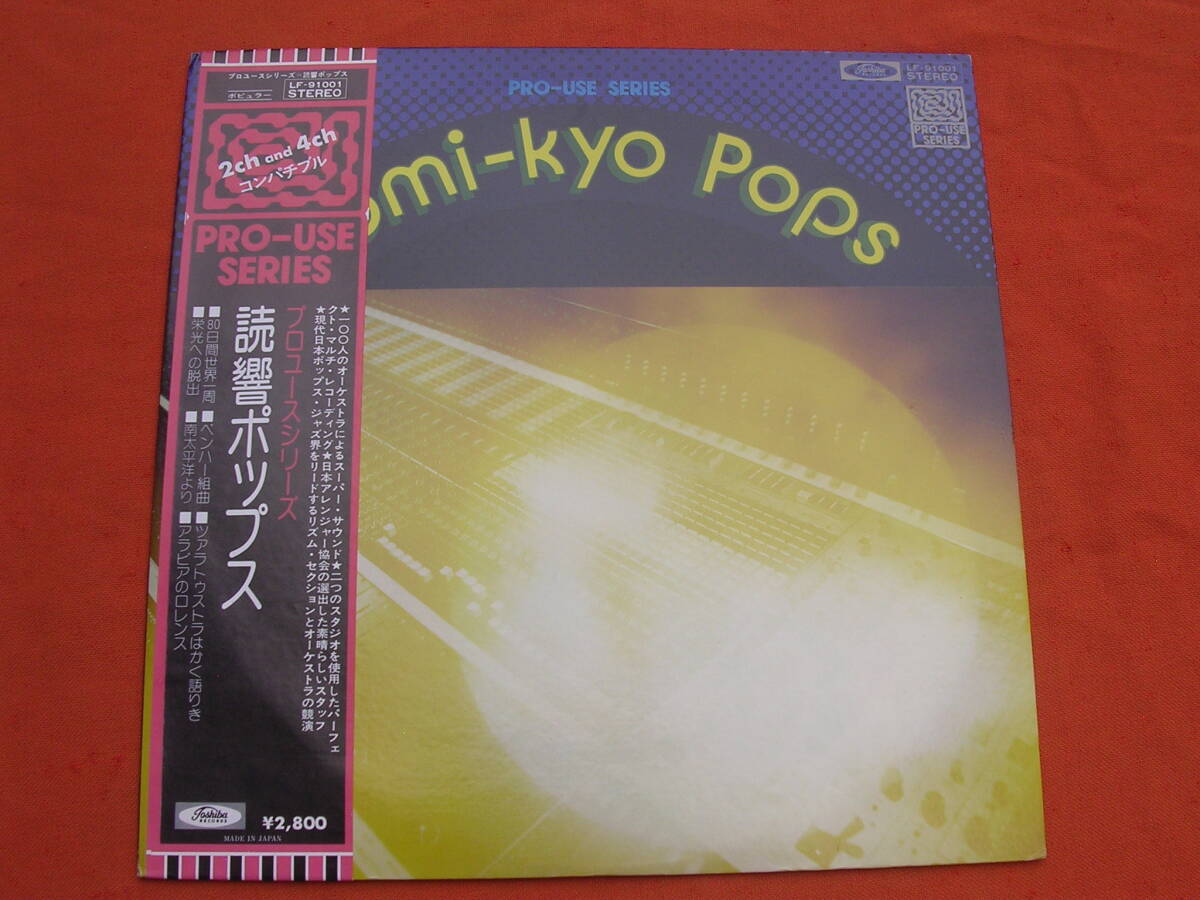 プロユースシリーズ=読響ポップス
ポピュラー
LF-91001
STEREO
2ch and 4ch
コンパチブル
PRO-USE
SERIES
プロユースシリーズ
読響ポップス
★一〇〇人のオーケストラによるスーパー・サウンド★二つのスタジオを使用したパーフェ
クト・マルチ・レコーディング★日本アレンジャー協会の選出した素晴らしいスタッフ
★現代日本ポップス・ジャズ界をリードするリズム・セクションとオーケストラの競演
■80日間世界一周 ■ベンハー組曲 ■ツァラトゥストラはかく語りき
■栄光への脱出 ■南太平洋より ■アラビアのロレンス
Toshiba
RECORDS
¥2,800
MADE IN JAPAN
PRO-USE SERIES
omi-kyo Pops
Toshiba
RECORDS
LF-91001
STEREO
PRO-USE
SERIES